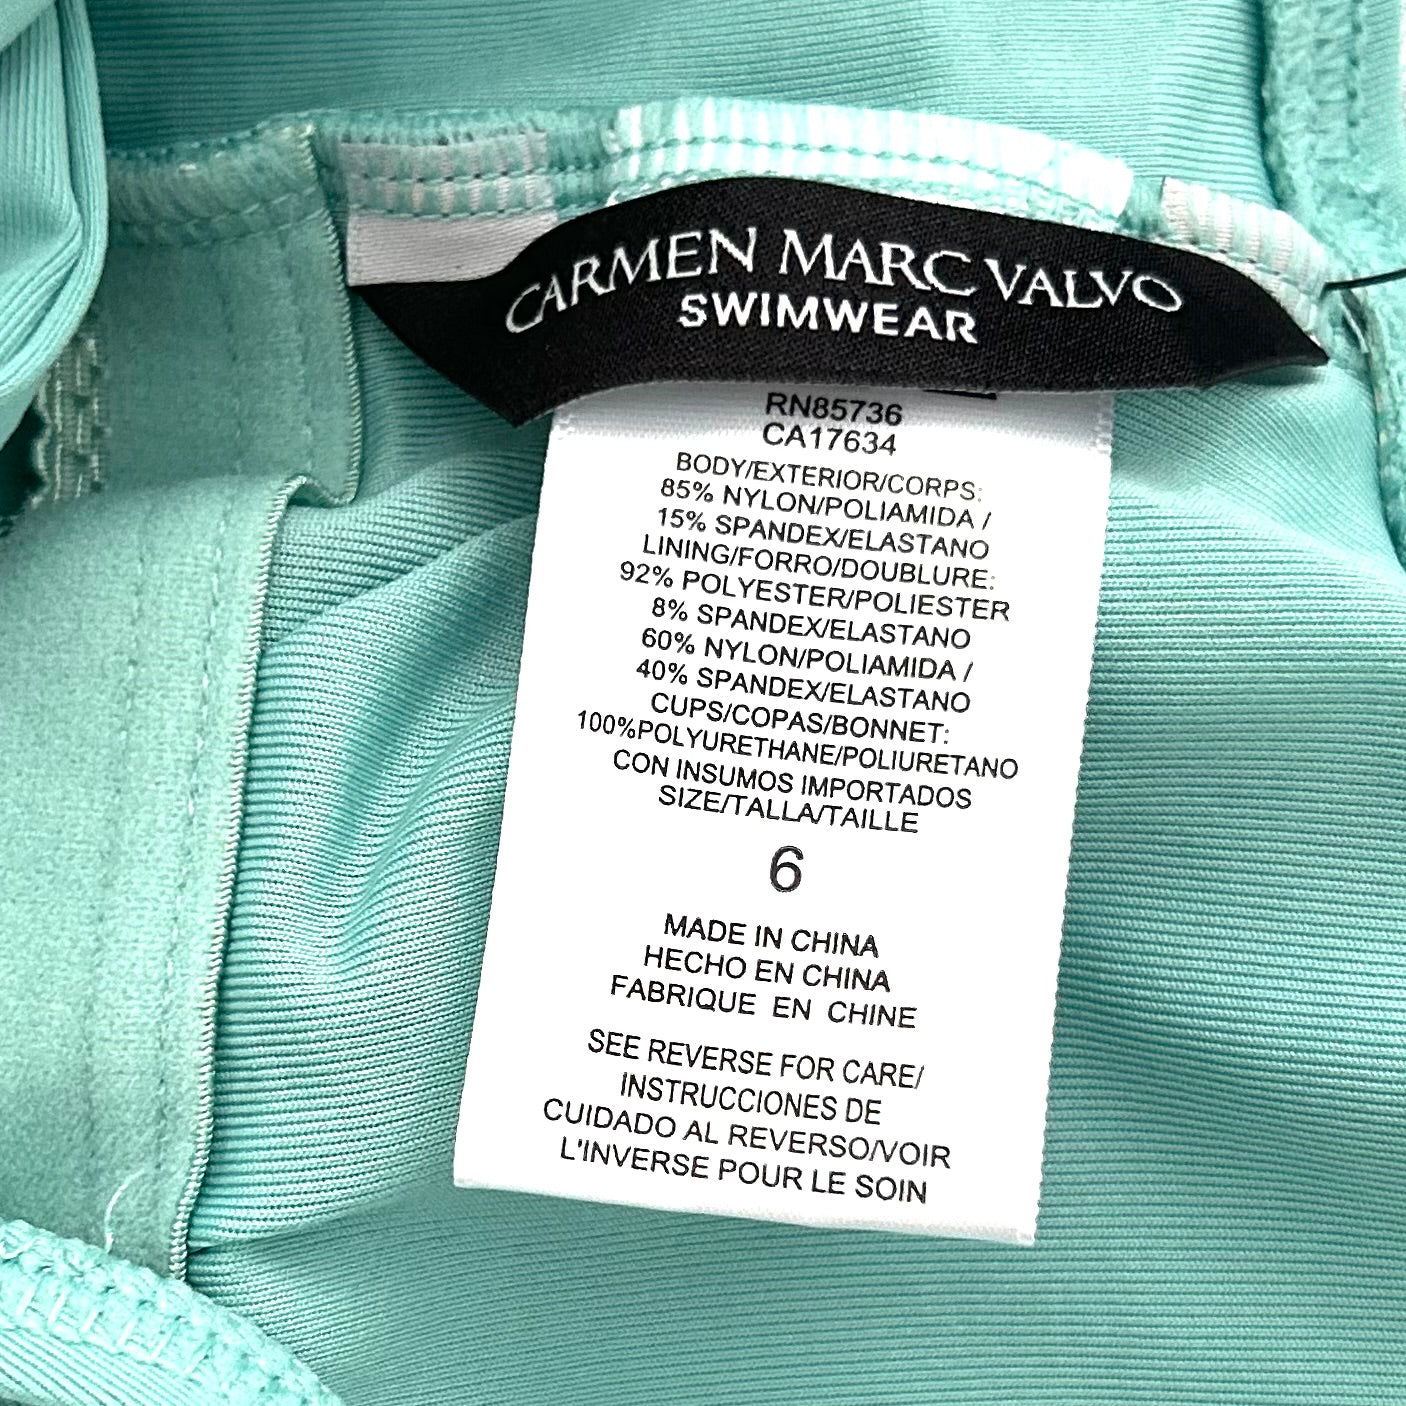 CARMEN MARC VALVO
SWIMWEAR
RN85736
CA17634
BODY/EXTERIOR/CORPS:
85% NYLON/POLIAMIDA /
15% SPANDEX/ELASTANO
LINING/FORRO/DOUBLURE:
92% POLYESTER/POLIESTER
8% SPANDEX/ELASTANO
60% NYLON/POLIAMIDA /
40% SPANDEX/ELASTANO
CUPS/COPAS/BONNET:
100%POLYURETHANE/POLIURETANO
CON INSUMOS IMPORTADOS
SIZE/TALLA/TAILLE
6
MADE IN CHINA
HECHO EN CHINA
FABRIQUE EN CHINE
SEE REVERSE FOR CARE/
INSTRUCCIONES DE
CUIDADO AL REVERSO/VOIR
L'INVERSE POUR LE SOIN